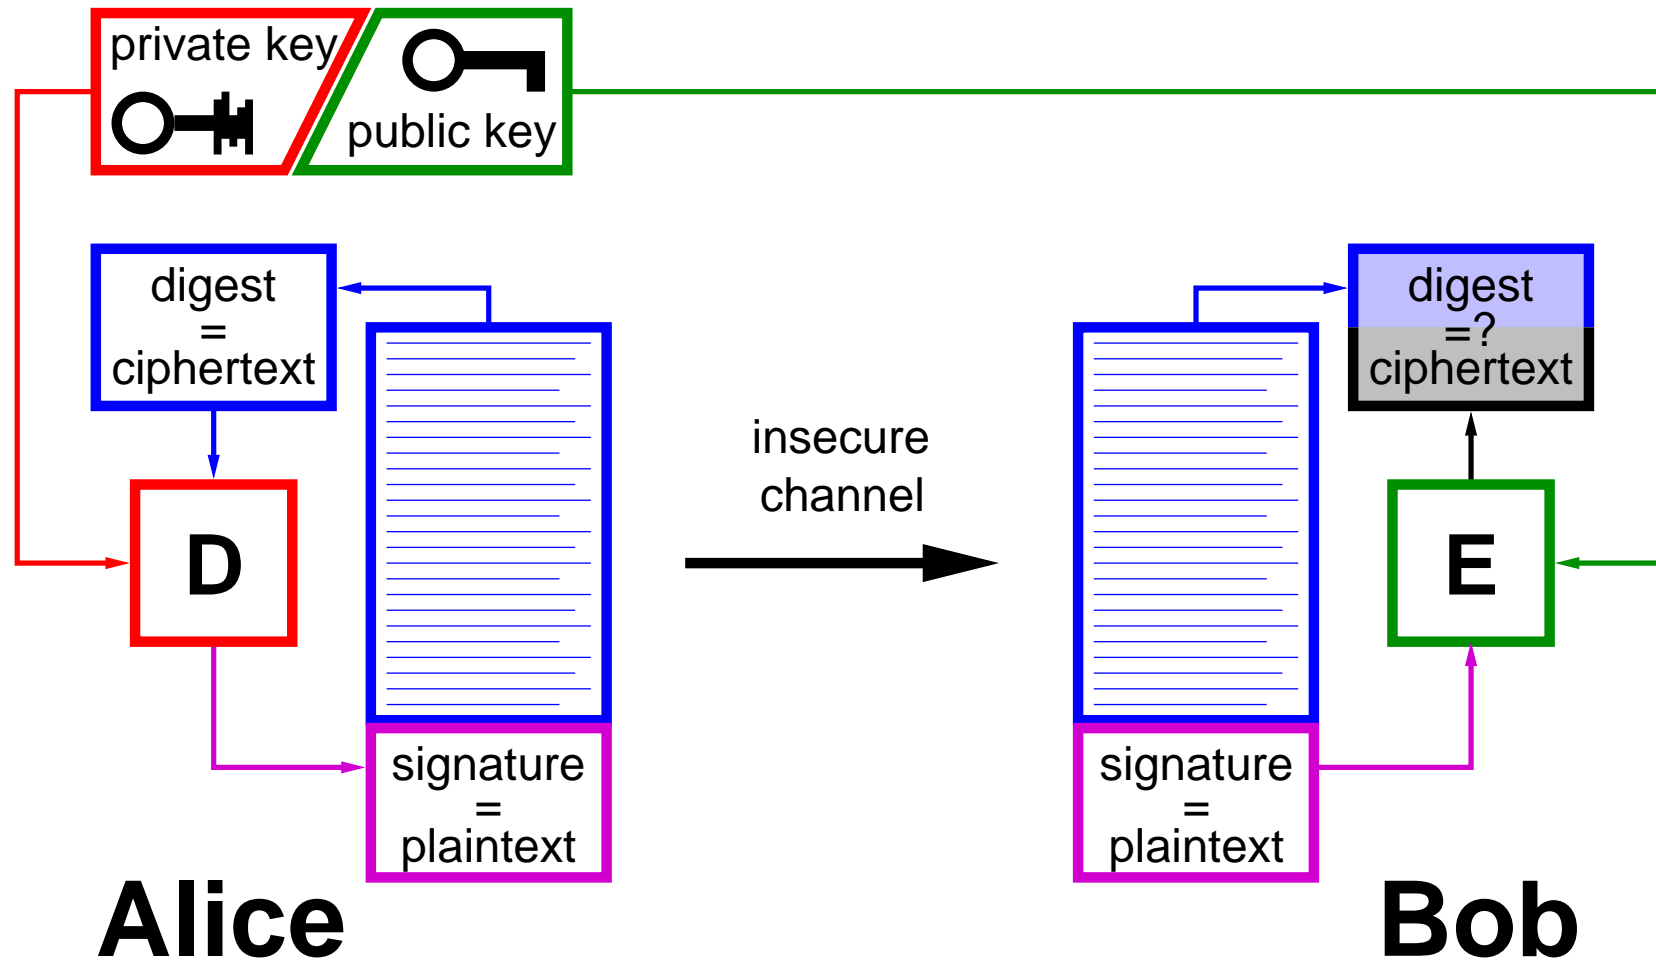 private key
public key
digest
=
ciphertext
D
signature
=
plaintext
Alice
insecure
channel
digest
=?
ciphertext
E
signature
=
plaintext
Bob